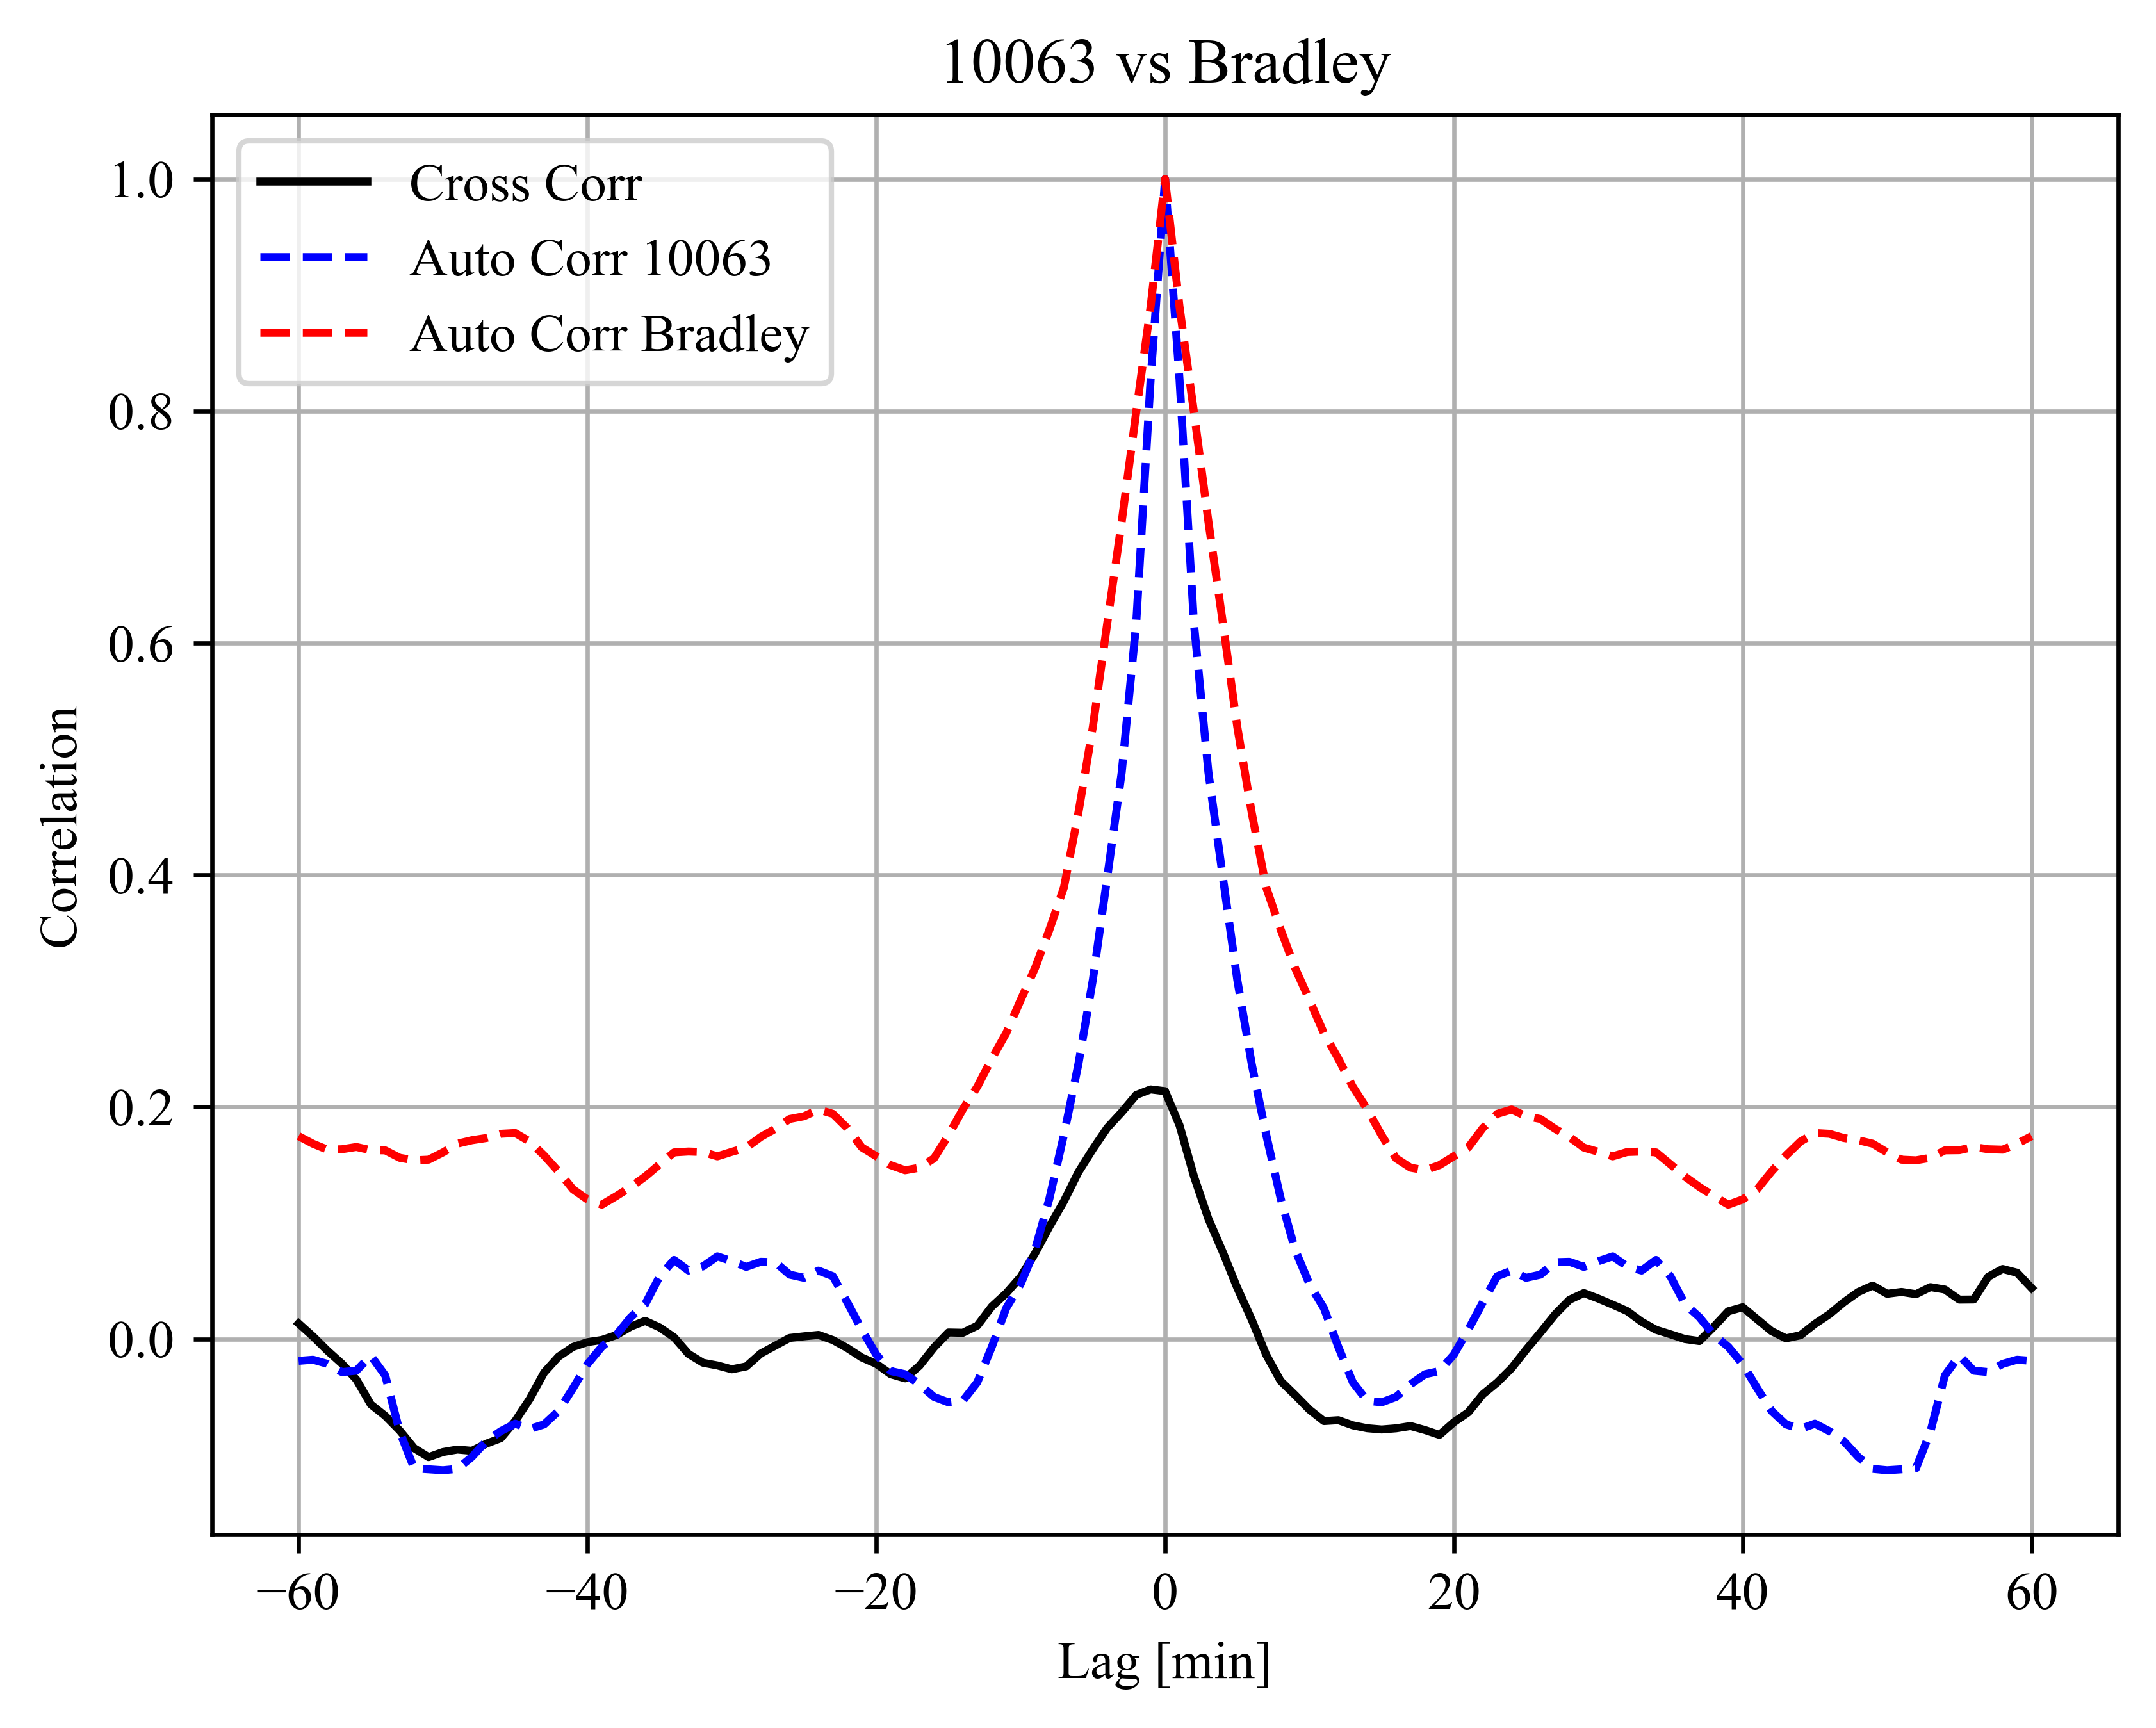 10063 vs Bradley
Cross Corr
Auto Corr 10063
Auto Corr Bradley
1.0
0.8
0.6
0.4
0.2
0.0
Correlation
−60 −40 −20 0 20 40 60
Lag [min]